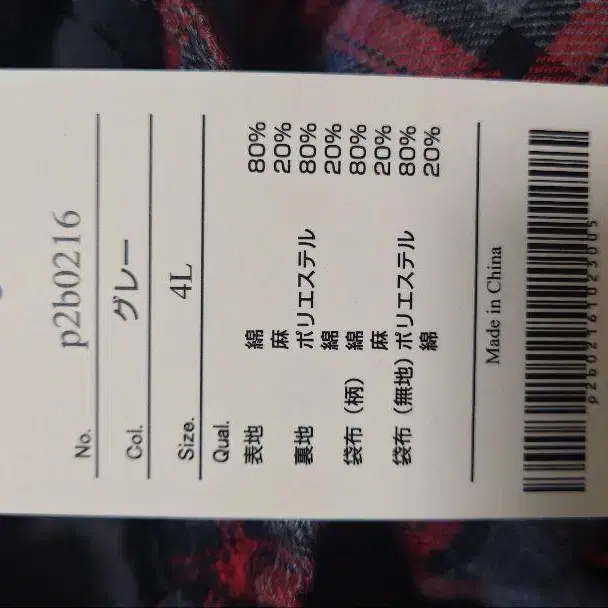 No. p2b0216
Col. グレー
Size. 4L
Qual.
表地 綿 80%
麻 20%
裏地 ポリエステル 80%
綿 20%
袋布（柄） 綿 80%
麻 20%
袋布（無地） ポリエステル 80%
綿 20%
Made in China
p2b02161023005